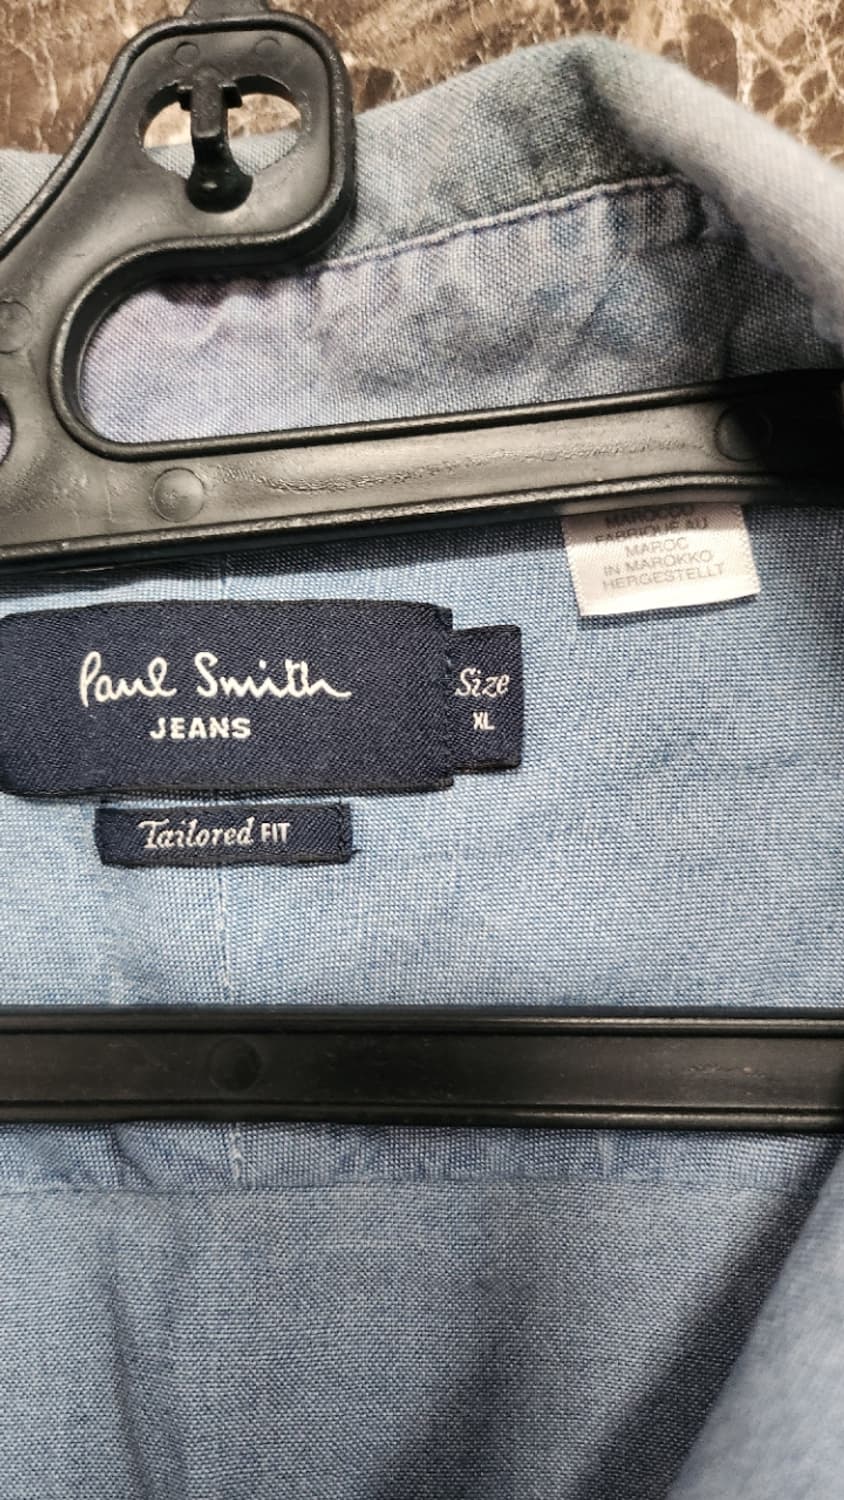 MAROCCO
FABRIQUE AU
MAROC
IN MAROKKO
HERGESTELLT
Paul Smith
JEANS
Size
XL
Tailored FIT